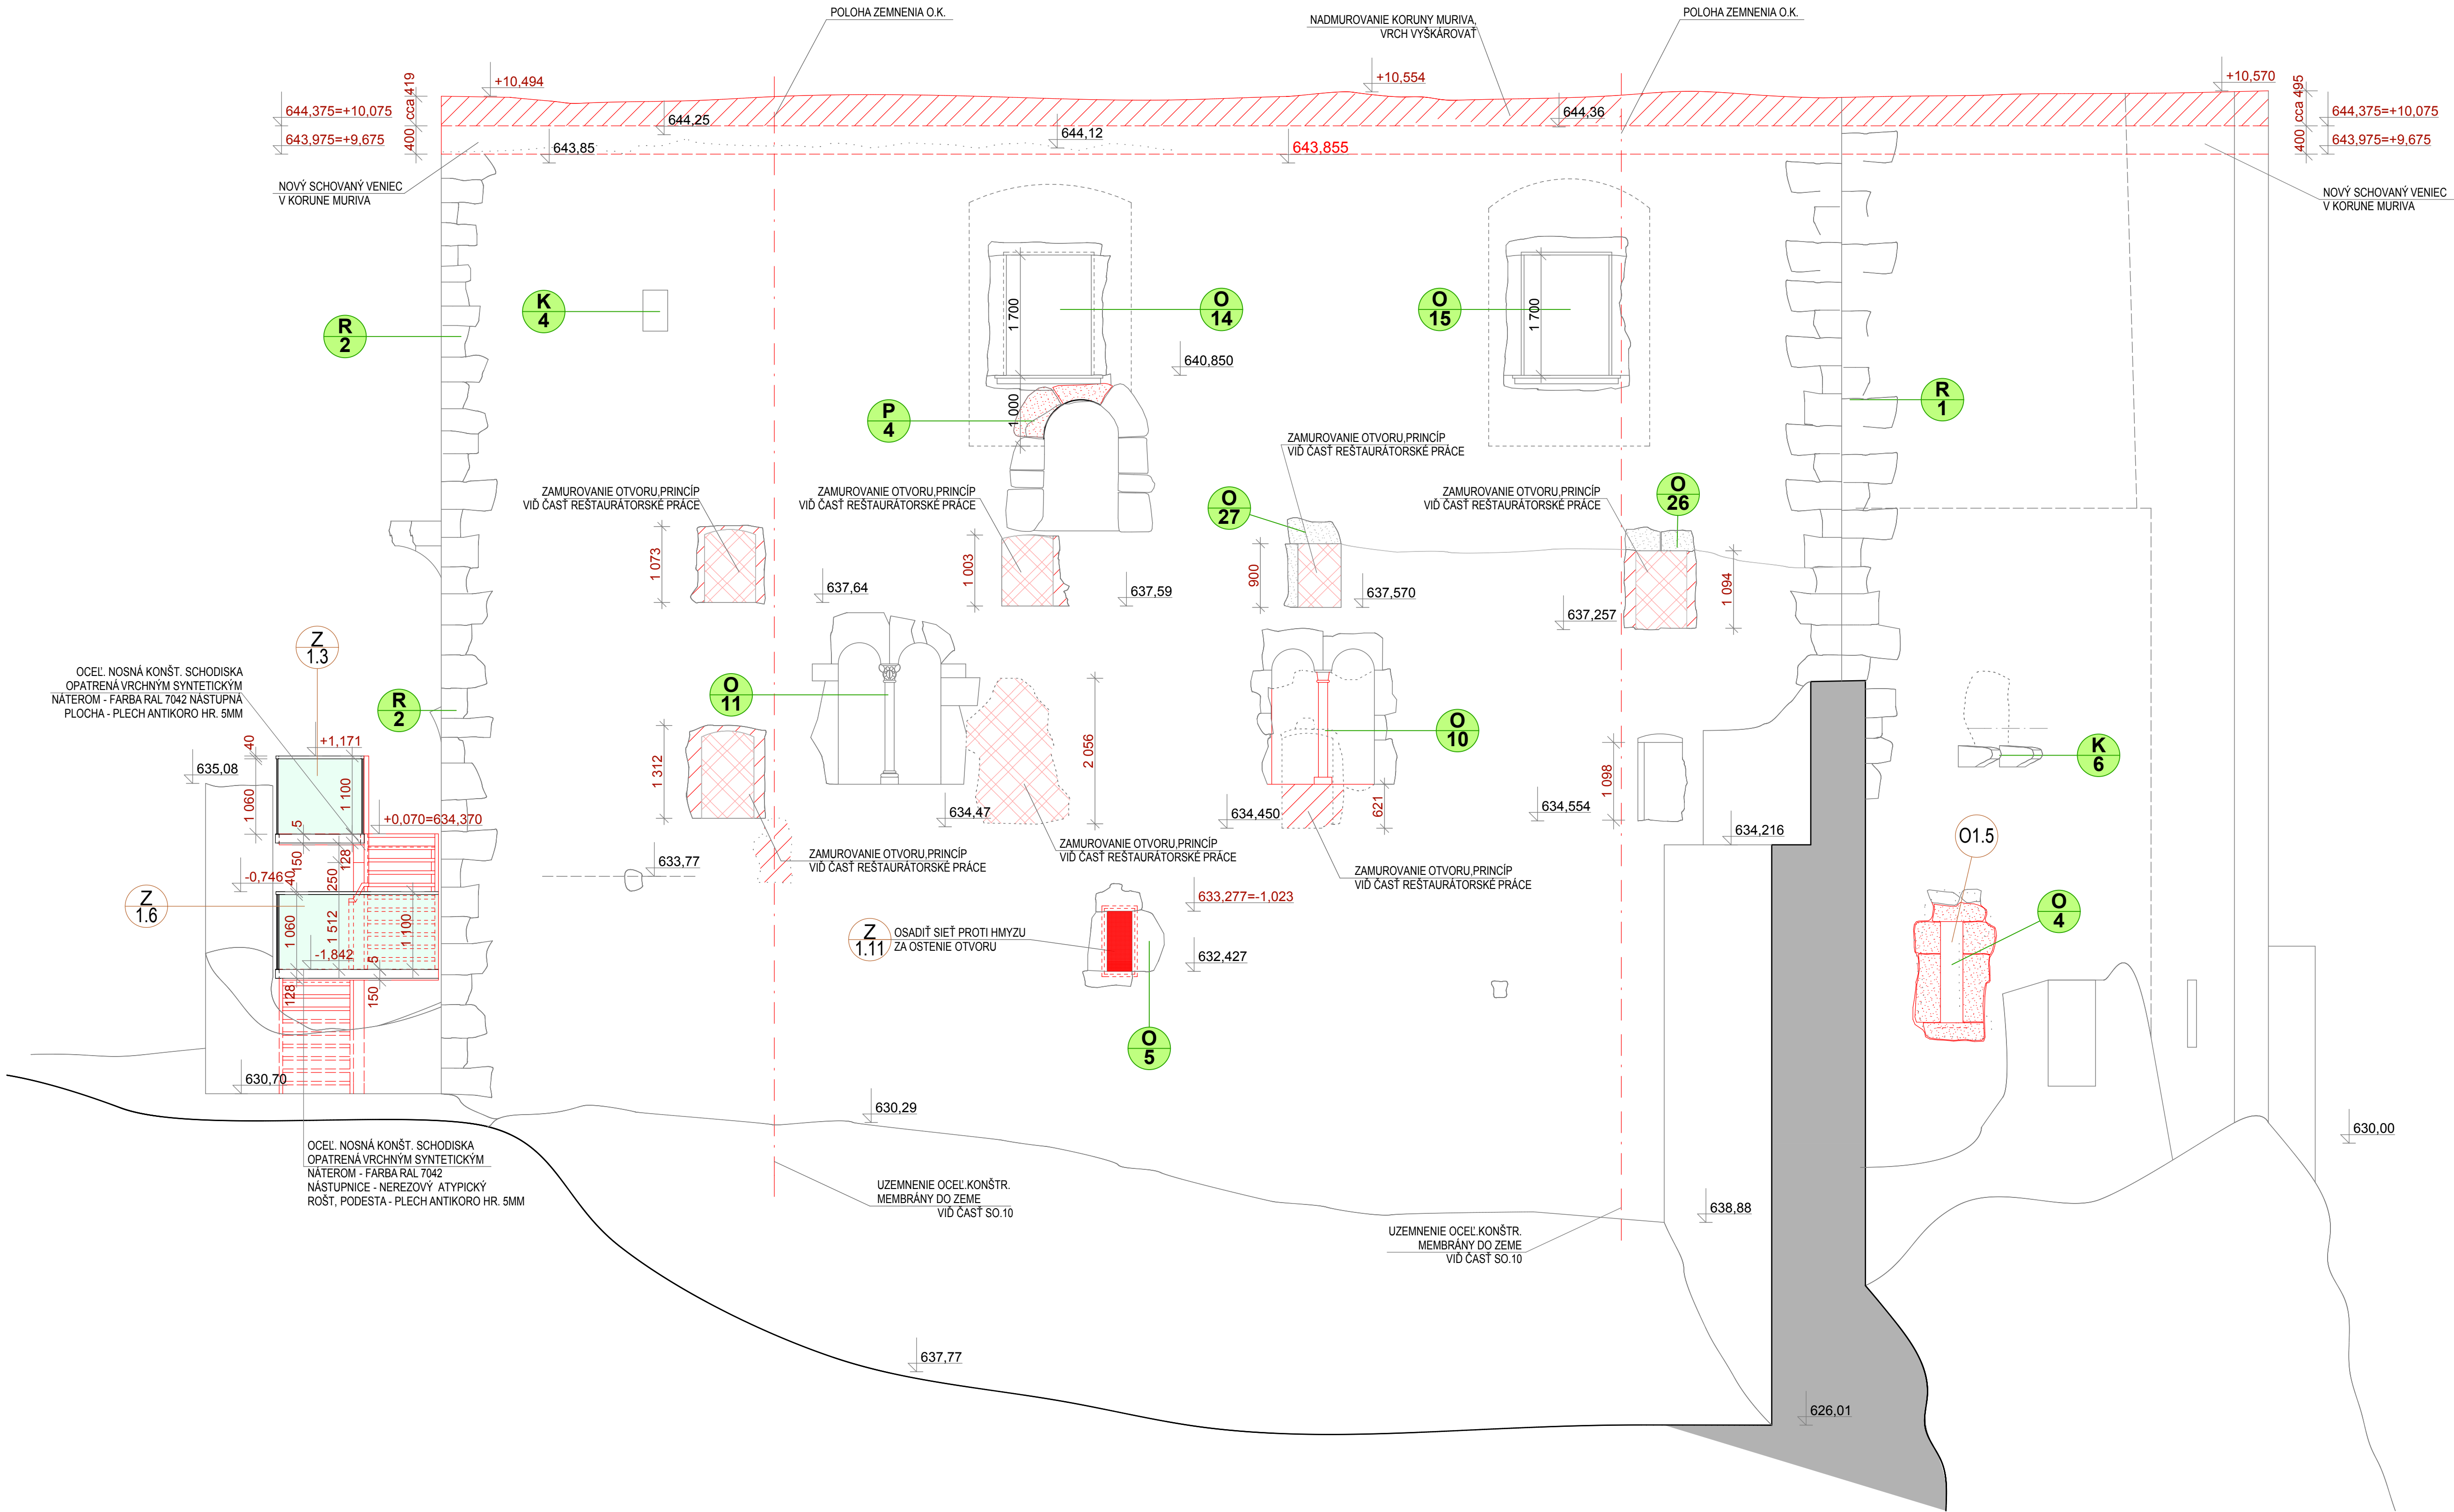 POLOHA ZEMNENIA O.K.
NADMUROVANIE KORUNY MURIVA,
VRCH VYŠKÁROVAŤ
POLOHA ZEMNENIA O.K.
+10,494
+10,554
+10,570
cca 419
400
644,375=+10,075
643,975=+9,675
644,25
643,85
644,12
643,855
644,36
cca 495
400
644,375=+10,075
643,975=+9,675
NOVÝ SCHOVANÝ VENIEC
V KORUNE MURIVA
NOVÝ SCHOVANÝ VENIEC
V KORUNE MURIVA
R
2
K
4
1 700
O
14
O
15
1 700
640,850
1 000
P
4
R
1
ZAMUROVANIE OTVORU,PRINCÍP
VIĎ ČASŤ REŠTAURÁTORSKÉ PRÁCE
ZAMUROVANIE OTVORU,PRINCÍP
VIĎ ČASŤ REŠTAURÁTORSKÉ PRÁCE
ZAMUROVANIE OTVORU,PRINCÍP
VIĎ ČASŤ REŠTAURÁTORSKÉ PRÁCE
ZAMUROVANIE OTVORU,PRINCÍP
VIĎ ČASŤ REŠTAURÁTORSKÉ PRÁCE
O
27
O
26
1 073
1 003
900
1 094
637,64
637,59
637,570
637,257
Z
1.3
OCEĽ. NOSNÁ KONŠT. SCHODISKA
OPATRENÁ VRCHNÝM SYNTETICKÝM
NÁTEROM - FARBA RAL 7042 NÁSTUPNÁ
PLOCHA - PLECH ANTIKORO HR. 5MM
R
2
O
11
O
10
K
6
40
+1,171
635,08
1 060
1 100
5
+0,070=634,370
150
128
250
-0,746
40
1 312
2 056
634,47
634,450
621
634,554
1 098
634,216
ZAMUROVANIE OTVORU,PRINCÍP
VIĎ ČASŤ REŠTAURÁTORSKÉ PRÁCE
ZAMUROVANIE OTVORU,PRINCÍP
VIĎ ČASŤ REŠTAURÁTORSKÉ PRÁCE
ZAMUROVANIE OTVORU,PRINCÍP
VIĎ ČASŤ REŠTAURÁTORSKÉ PRÁCE
633,77
O1.5
Z
1.6
1 060
1 512
1 100
-1,842
5
128
150
633,277=-1,023
Z
1.11
OSADIŤ SIEŤ PROTI HMYZU
ZA OSTENIE OTVORU
632,427
O
4
O
5
630,70
630,29
630,00
OCEĽ. NOSNÁ KONŠT. SCHODISKA
OPATRENÁ VRCHNÝM SYNTETICKÝM
NÁTEROM - FARBA RAL 7042
NÁSTUPNICE - NEREZOVÝ ATYPICKÝ
ROŠT, PODESTA - PLECH ANTIKORO HR. 5MM
UZEMNENIE OCEĽ.KONŠTR.
MEMBRÁNY DO ZEME
VIĎ ČASŤ SO.10
UZEMNENIE OCEĽ.KONŠTR.
MEMBRÁNY DO ZEME
VIĎ ČASŤ SO.10
638,88
637,77
626,01